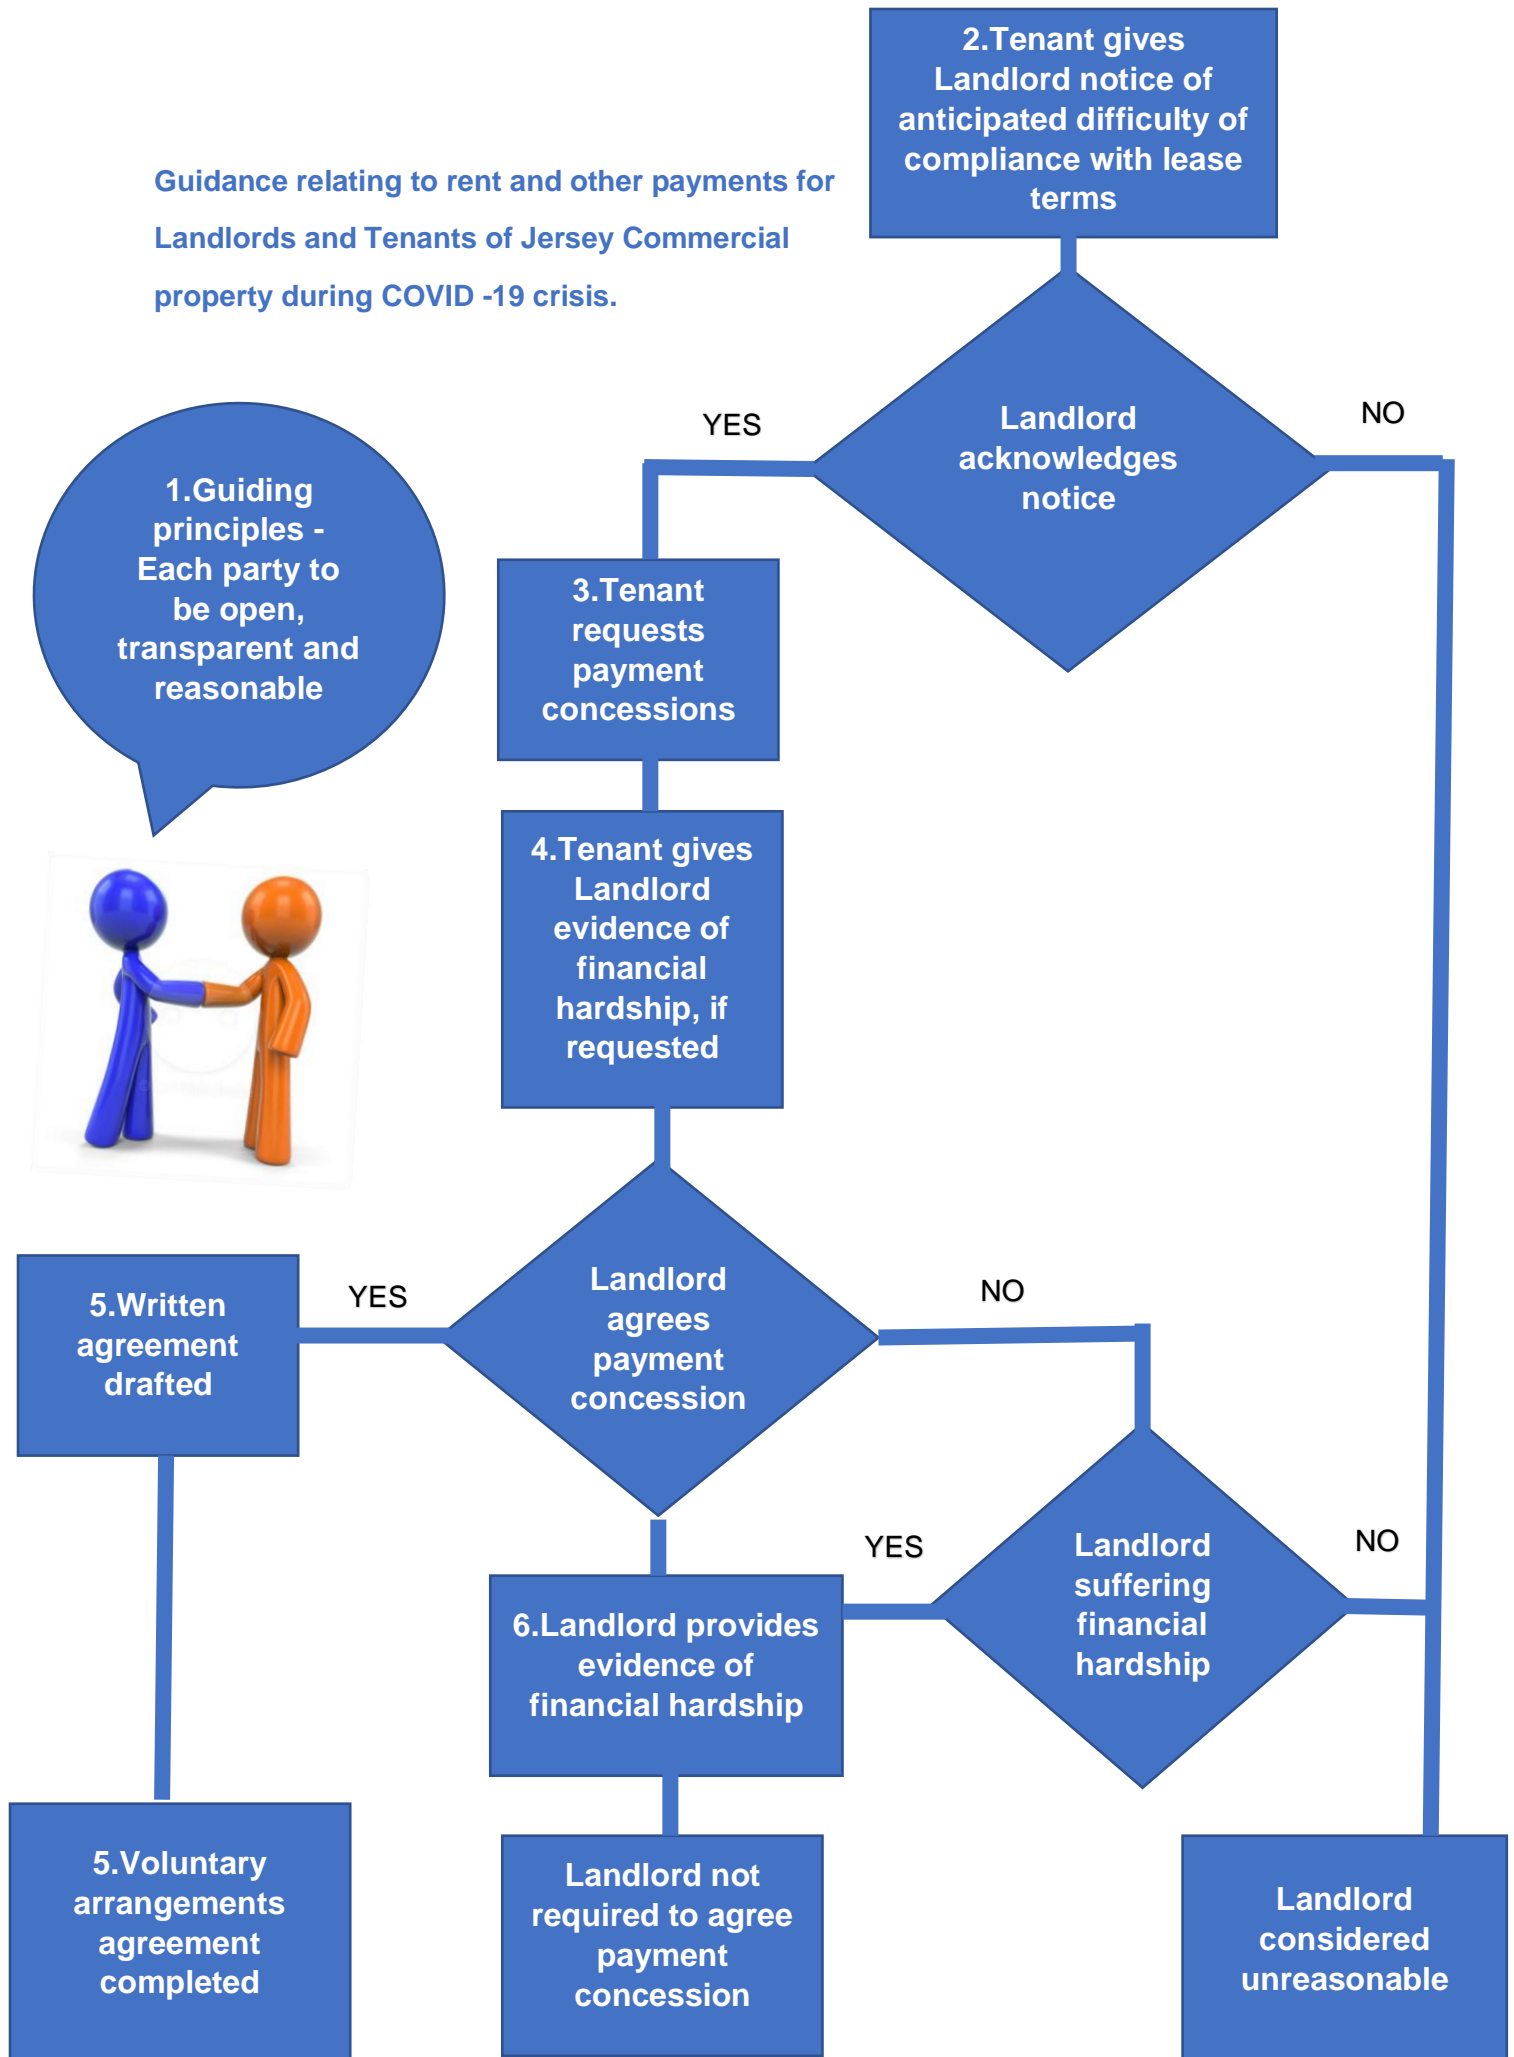 2.Tenant gives
Landlord notice of
anticipated difficulty of
compliance with lease
terms
Guidance relating to rent and other payments for
Landlords and Tenants of Jersey Commercial
property during COVID -19 crisis.
YES
Landlord
acknowledges
notice
NO
1.Guiding
principles -
Each party to
be open,
transparent and
reasonable
3.Tenant
requests
payment
concessions
4.Tenant gives
Landlord
evidence of
financial
hardship, if
requested
5.Written
agreement
drafted
YES
Landlord
agrees
payment
concession
NO
YES
Landlord
suffering
financial
hardship
NO
6.Landlord provides
evidence of
financial hardship
5.Voluntary
arrangements
agreement
completed
Landlord not
required to agree
payment
concession
Landlord
considered
unreasonable